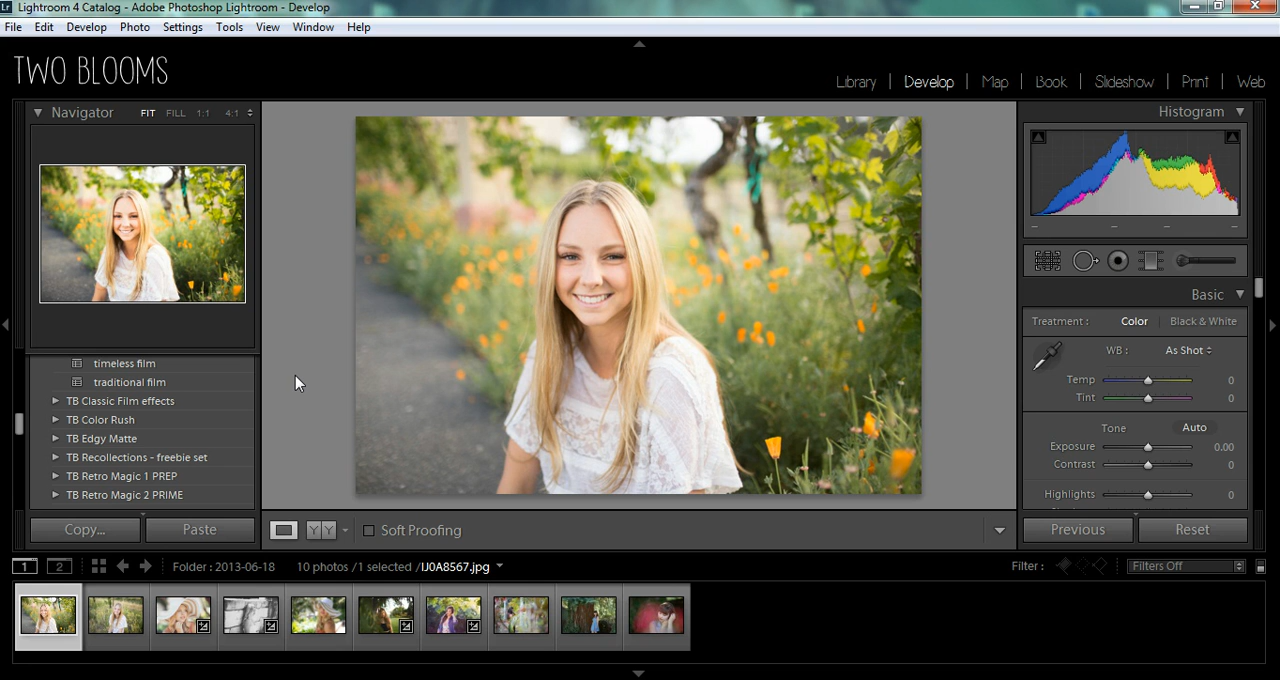 Lr Lightroom 4 Catalog - Adobe Photoshop Lightroom - Develop
File Edit Develop Photo Settings Tools View Window Help
TWO BLOOMS
Library | Develop | Map | Book | Slideshow | Print | Web
Navigator FIT FILL 1:1 4:1
timeless film
traditional film
TB Classic Film effects
TB Color Rush
TB Edgy Matte
TB Recollections - freebie set
TB Retro Magic 1 PREP
TB Retro Magic 2 PRIME
Copy... Paste
Y Y Soft Proofing
Histogram
Basic
Treatment : Color | Black & White
WB : As Shot
Temp 0
Tint 0
Tone Auto
Exposure 0.00
Contrast 0
Highlights 0
Previous Reset
1 2 Folder : 2013-06-18 10 photos /1 selected /IJ0A8567.jpg Filter : Filters Off